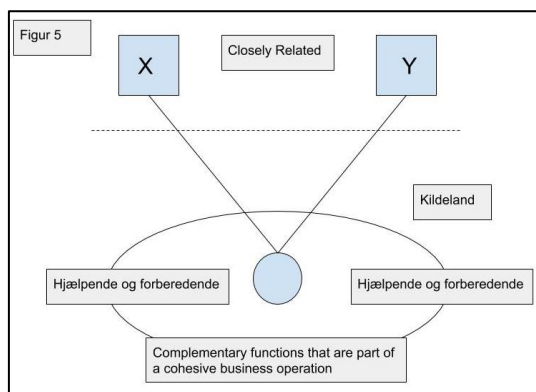 Figur 5
X
Closely Related
Y
Kildeland
Hjælpende og forberedende
Hjælpende og forberedende
Complementary functions that are part of
a cohesive business operation